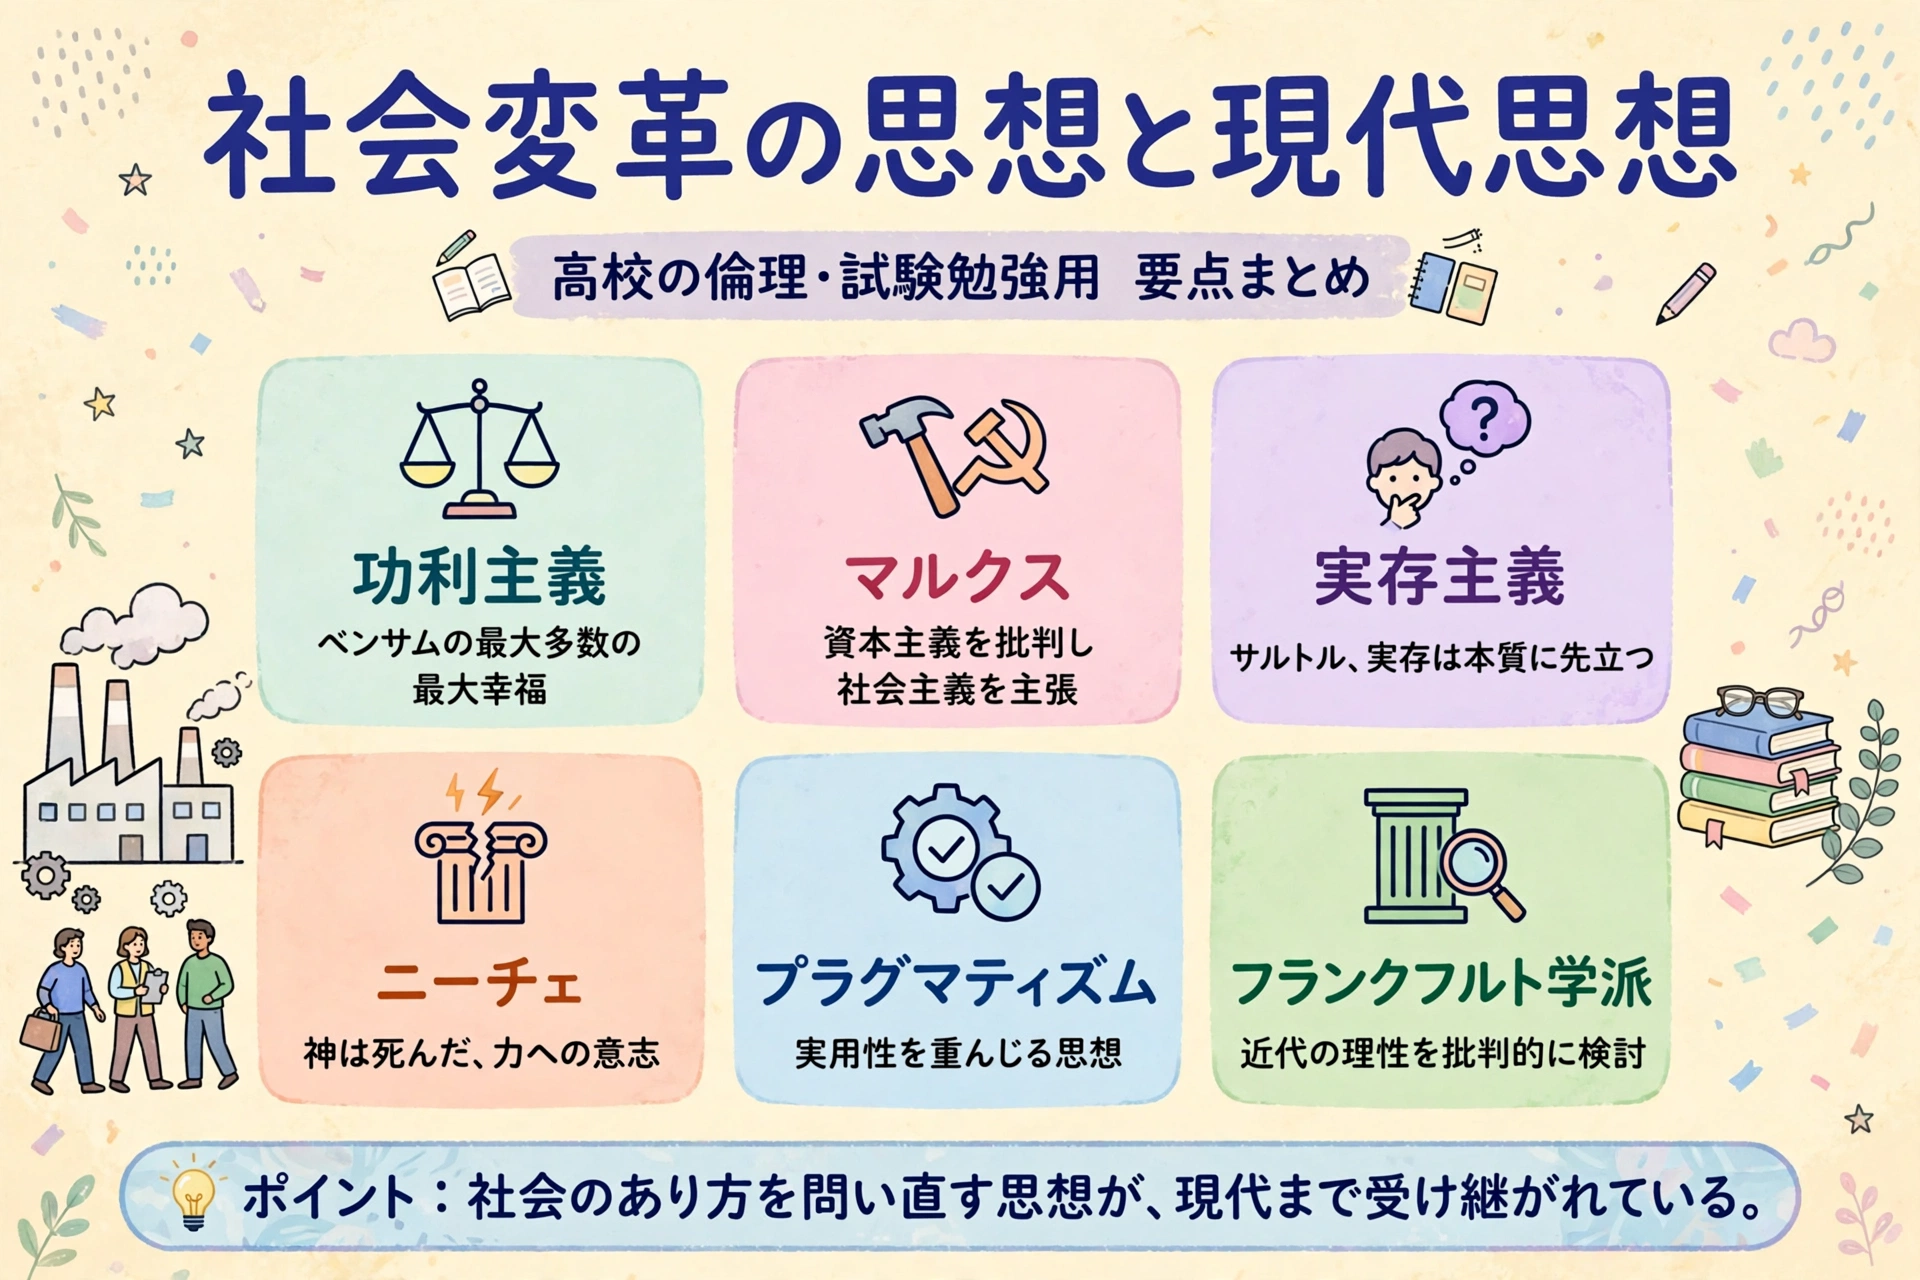 社会変革の思想と現代思想
高校の倫理・試験勉強用 要点まとめ
功利主義
ベンサムの最大多数の
最大幸福
マルクス
資本主義を批判し
社会主義を主張
実存主義
サルトル、実存は本質に先立つ
ニーチェ
神は死んだ、力への意志
プラグマティズム
実用性を重んじる思想
フランクフルト学派
近代の理性を批判的に検討
ポイント：社会のあり方を問い直す思想が、現代まで受け継がれている。